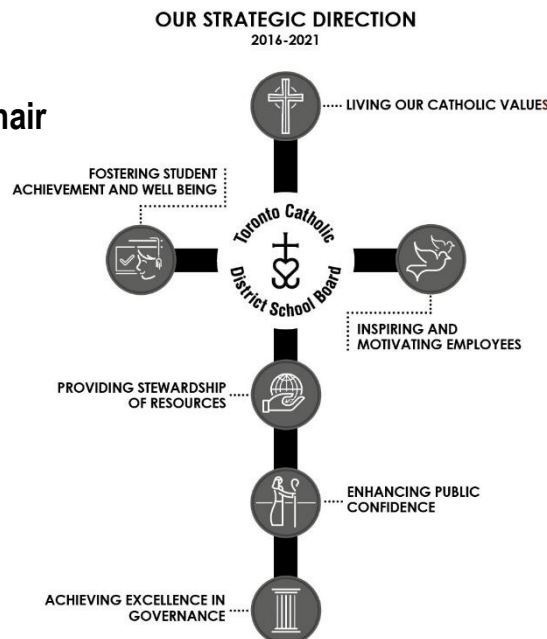 OUR STRATEGIC DIRECTION
2016-2021
hair
LIVING OUR CATHOLIC VALUES
FOSTERING STUDENT
ACHIEVEMENT AND WELL BEING
Toronto Catholic
District School Board
INSPIRING AND
MOTIVATING EMPLOYEES
PROVIDING STEWARDSHIP
OF RESOURCES
ENHANCING PUBLIC
CONFIDENCE
ACHIEVING EXCELLENCE IN
GOVERNANCE